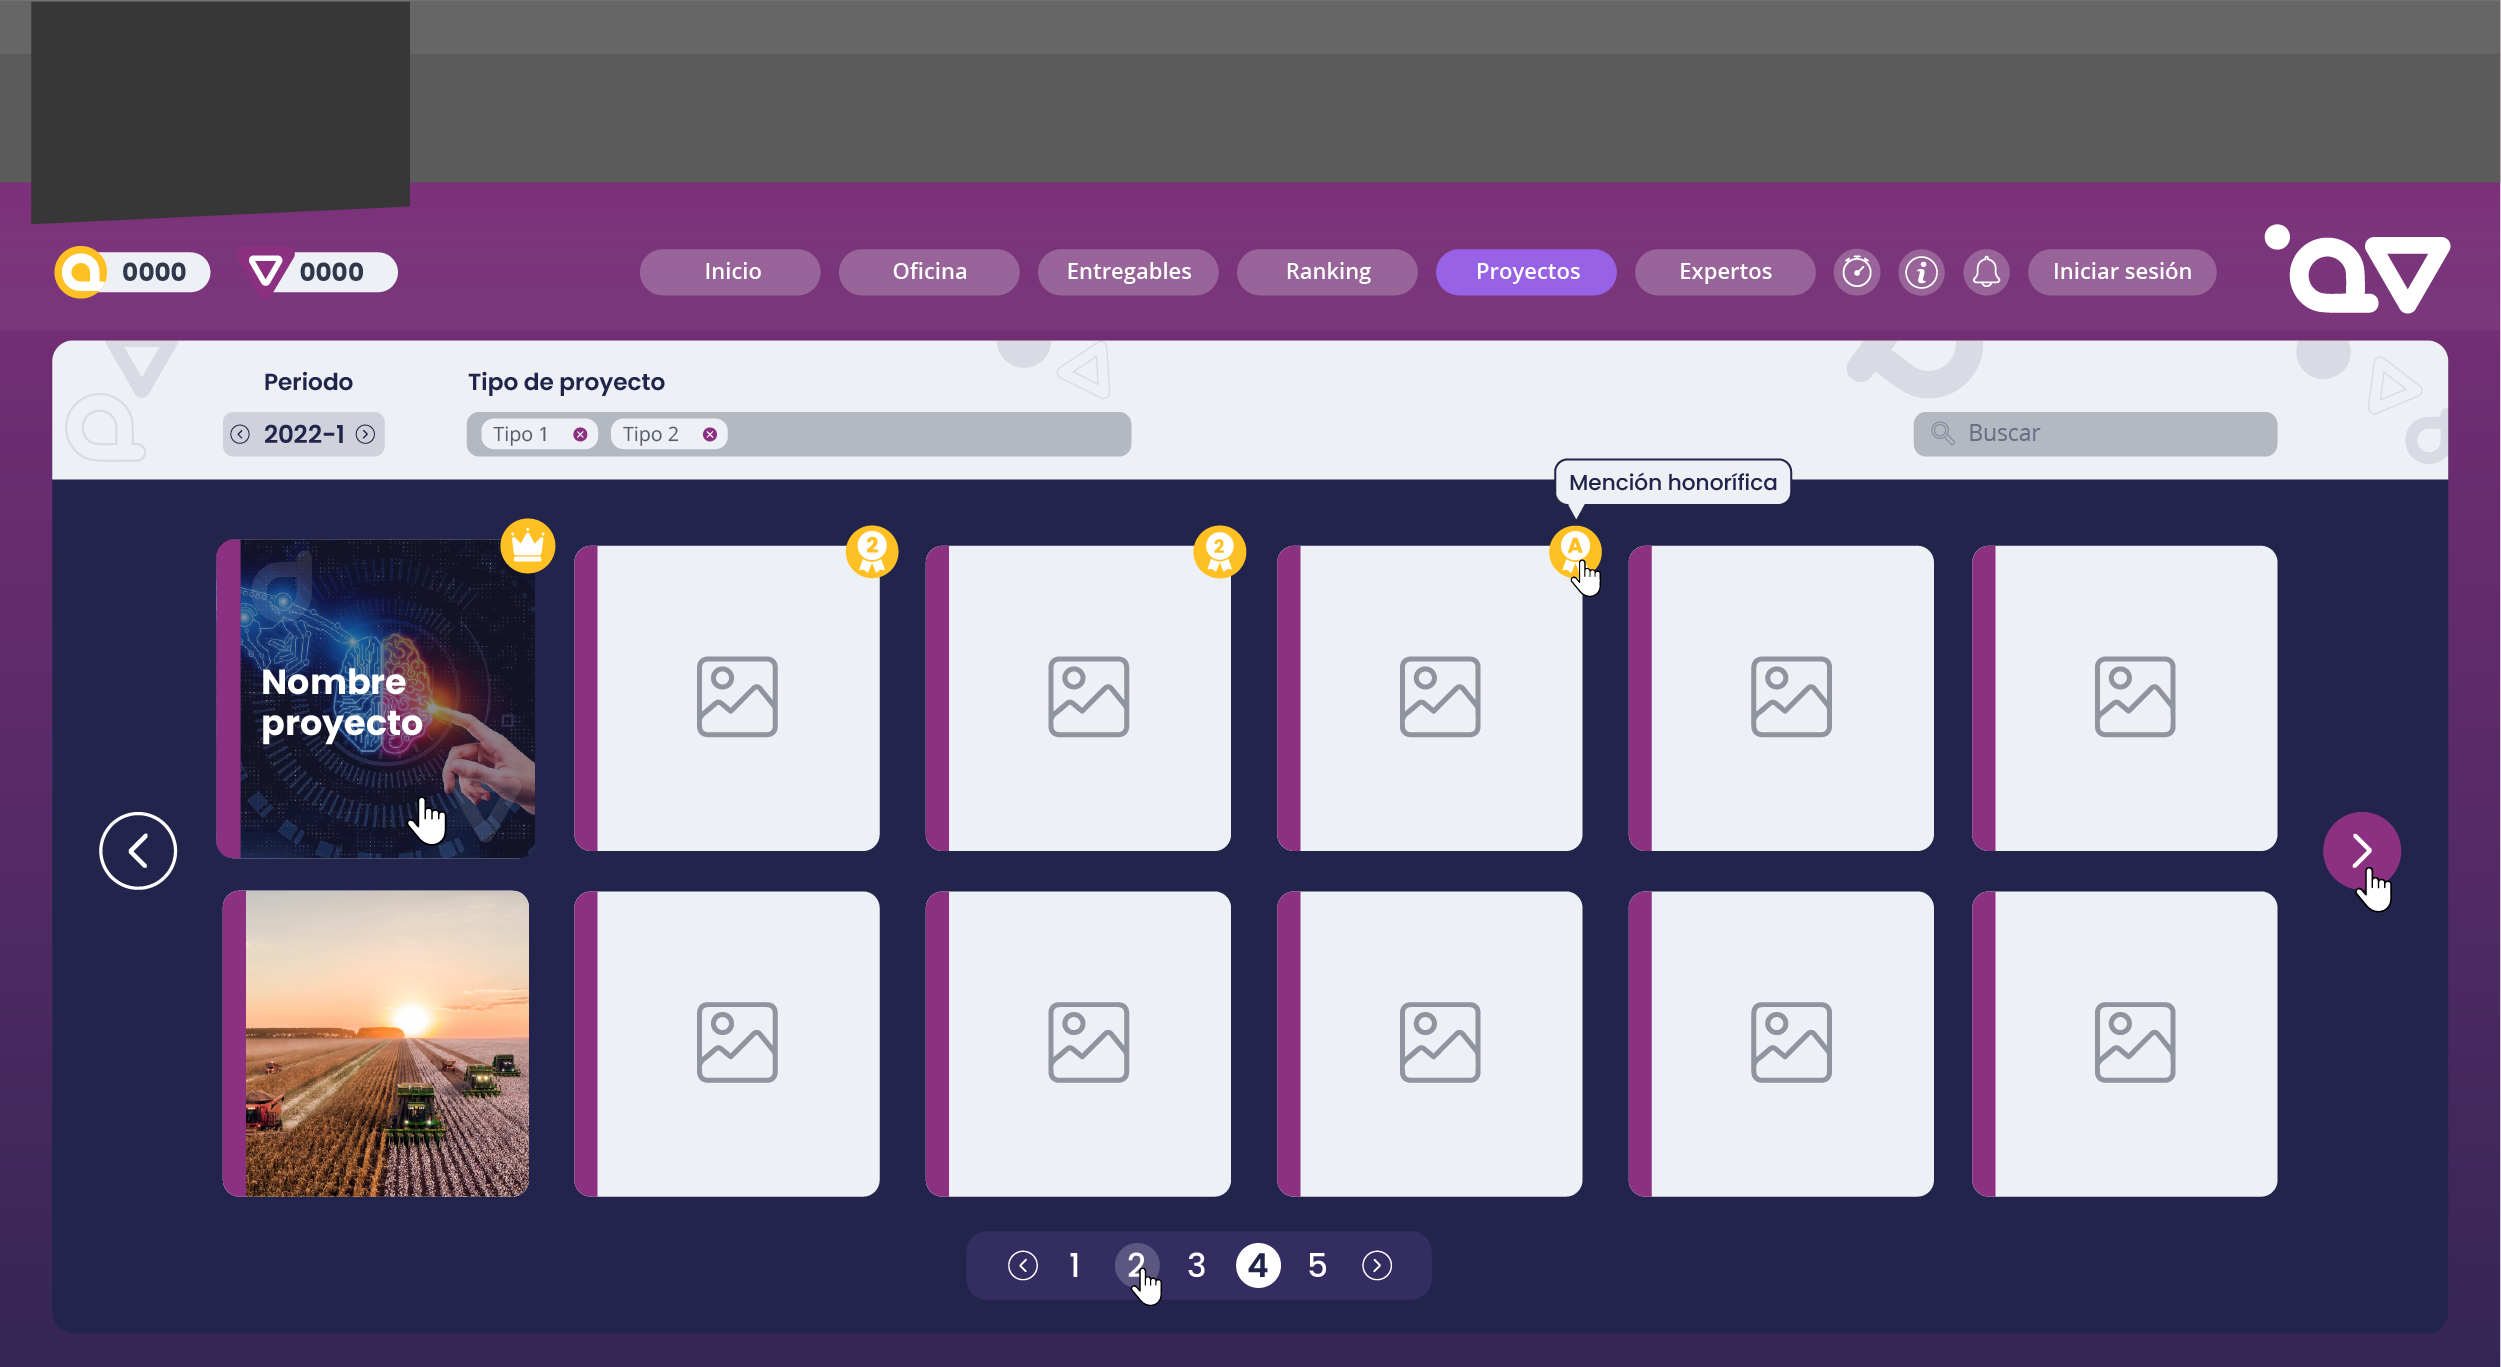 0000
0000
Inicio
Oficina
Entregables
Ranking
Proyectos
Expertos
Iniciar sesión
Periodo
Tipo de proyecto
2022-1
Tipo 1
Tipo 2
Buscar
Mención honorífica
2
2
A
Nombre
proyecto
1
2
3
4
5